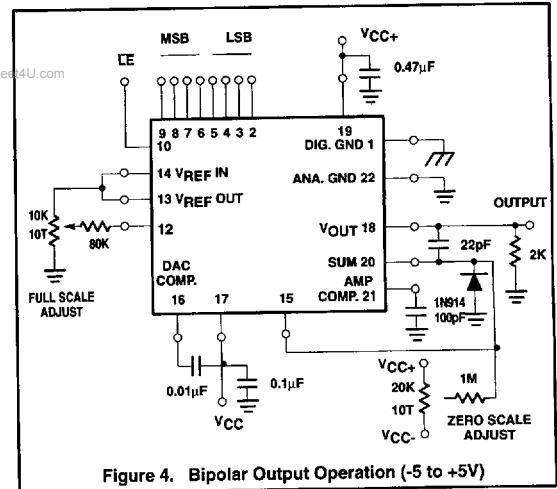 MSB LSB
VCC+
LE
eet4U.com
0.47µF
9 8 7 6 5 4 3 2
10
19
DIG. GND 1
14 VREF IN
ANA. GND 22
13 VREF OUT
OUTPUT
10K
10T
12
80K
VOUT 18
22pF
2K
SUM 20
DAC
COMP.
AMP
COMP. 21
1N914
100pF
FULL SCALE
ADJUST
16 17 15
0.01µF
0.1µF
VCC
VCC+
20K
10T
1M
VCC-
ZERO SCALE
ADJUST
Figure 4. Bipolar Output Operation (-5 to +5V)